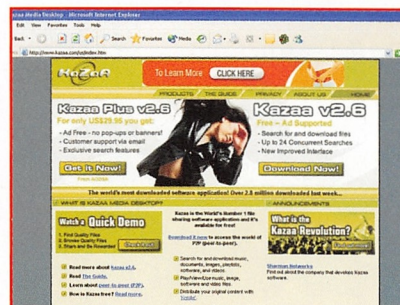 Kazaa Media Desktop - Microsoft Internet Explorer
Edit View Favorites Tools Help
Back Search Favorites Media
http://www.kazaa.com/us/index.htm
KaZaA
To Learn More CLICK HERE
PRODUCTS THE GUIDE PRIVACY ABOUT US HOME
Kazaa Plus v2.6
For only US$29.95 you get:
- Ad Free - no pop-ups or banners!
- Customer support via email
- Exclusive search features
Get it Now!
Kazaa v2.6
Free - Ad Supported
- Search for and download files
- Up to 24 Concurrent Searches
- New Improved Interface
Download Now!
The world's most downloaded software application! Over 2.8 million downloaded last week...
WHAT IS KAZAA MEDIA DESKTOP?
Watch a Quick Demo
1. Find Quality Files
2. Browse Quality Files
3. Share and Be Rewarded
Read more about kazaa v2.6.
Read The Guide.
Learn about peer-to-peer (P2P).
How is Kazaa free? Read more.
Kazaa is the World's Number 1 file
sharing software application and it's
available for free!
Download it now to access the world of
P2P (peer-to-peer).
Search for and download music,
documents, images, playlists,
software, and videos.
Play/View/Use music, image,
software and video files.
Distribute your original content with
ANNOUNCEMENTS
What is the
Kazaa Revolution?
Sharman Networks
Find out about the company that develops Kazaa
software.